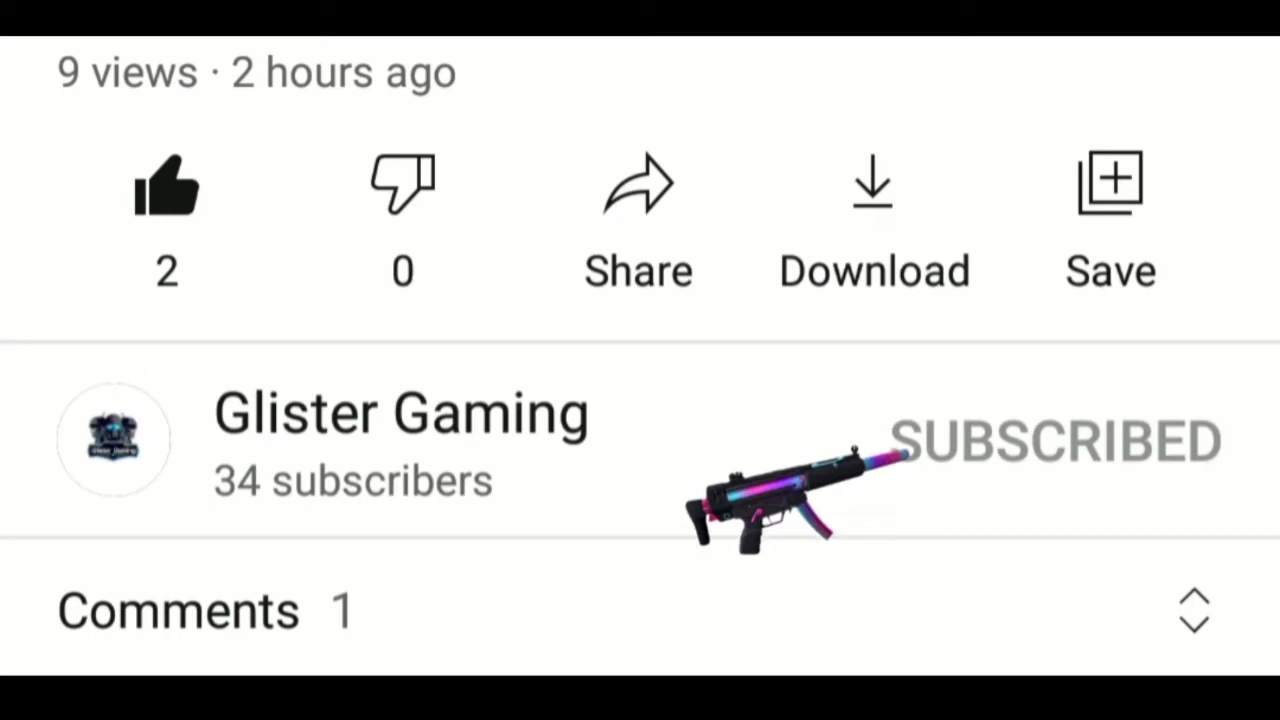 9 views · 2 hours ago
2
0
Share
Download
Save
Glister Gaming
SUBSCRIBED
34 subscribers
Comments 1